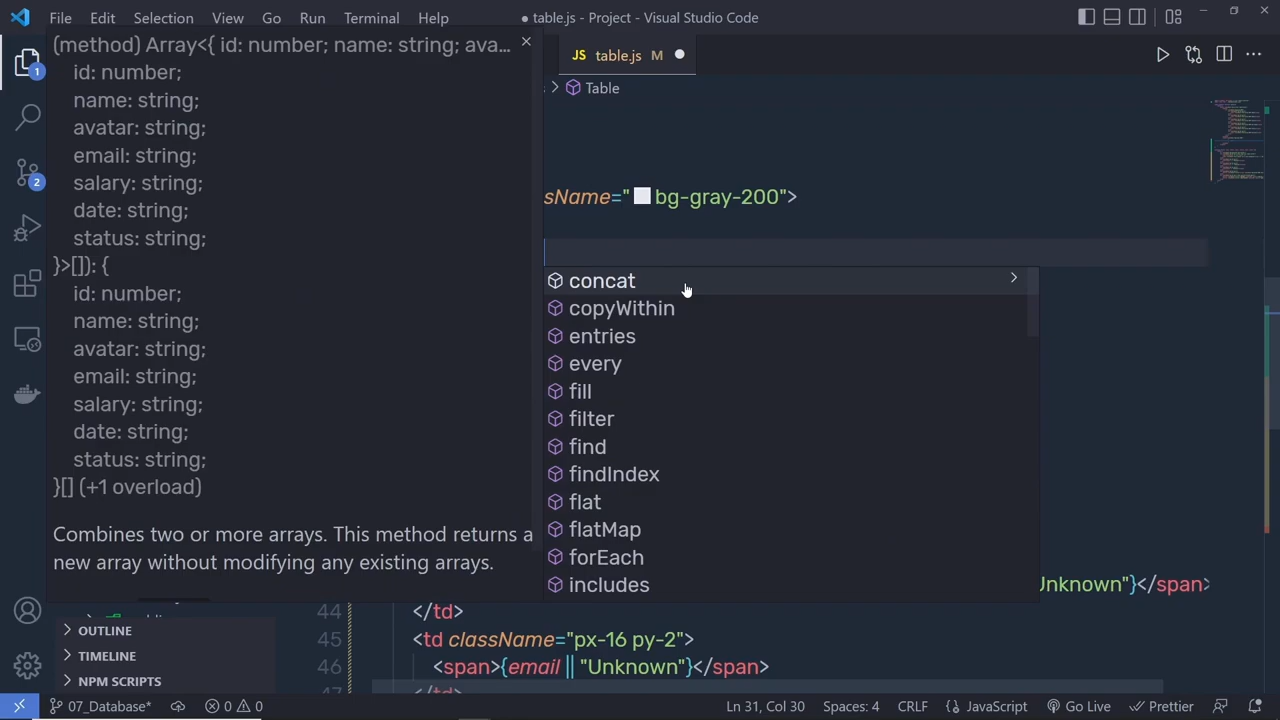 File Edit Selection View Go Run Terminal Help
● table.js - Project - Visual Studio Code
(method) Array<{ id: number; name: string; ava...
id: number;
name: string;
avatar: string;
email: string;
salary: string;
date: string;
status: string;
}>[]): {
id: number;
name: string;
avatar: string;
email: string;
salary: string;
date: string;
status: string;
}[] (+1 overload)
Combines two or more arrays. This method returns a
new array without modifying any existing arrays.
JS table.js M
Table
sName="bg-gray-200">
concat
copyWithin
entries
every
fill
filter
find
findIndex
flat
flatMap
forEach
includes
Unknown"}</span>
44 </td>
45 <td className="px-16 py-2">
46 <span>{email || "Unknown"}</span>
47 </td>
1
2
OUTLINE
TIMELINE
NPM SCRIPTS
07_Database* 0 0 Ln 31, Col 30 Spaces: 4 CRLF JavaScript Go Live Prettier